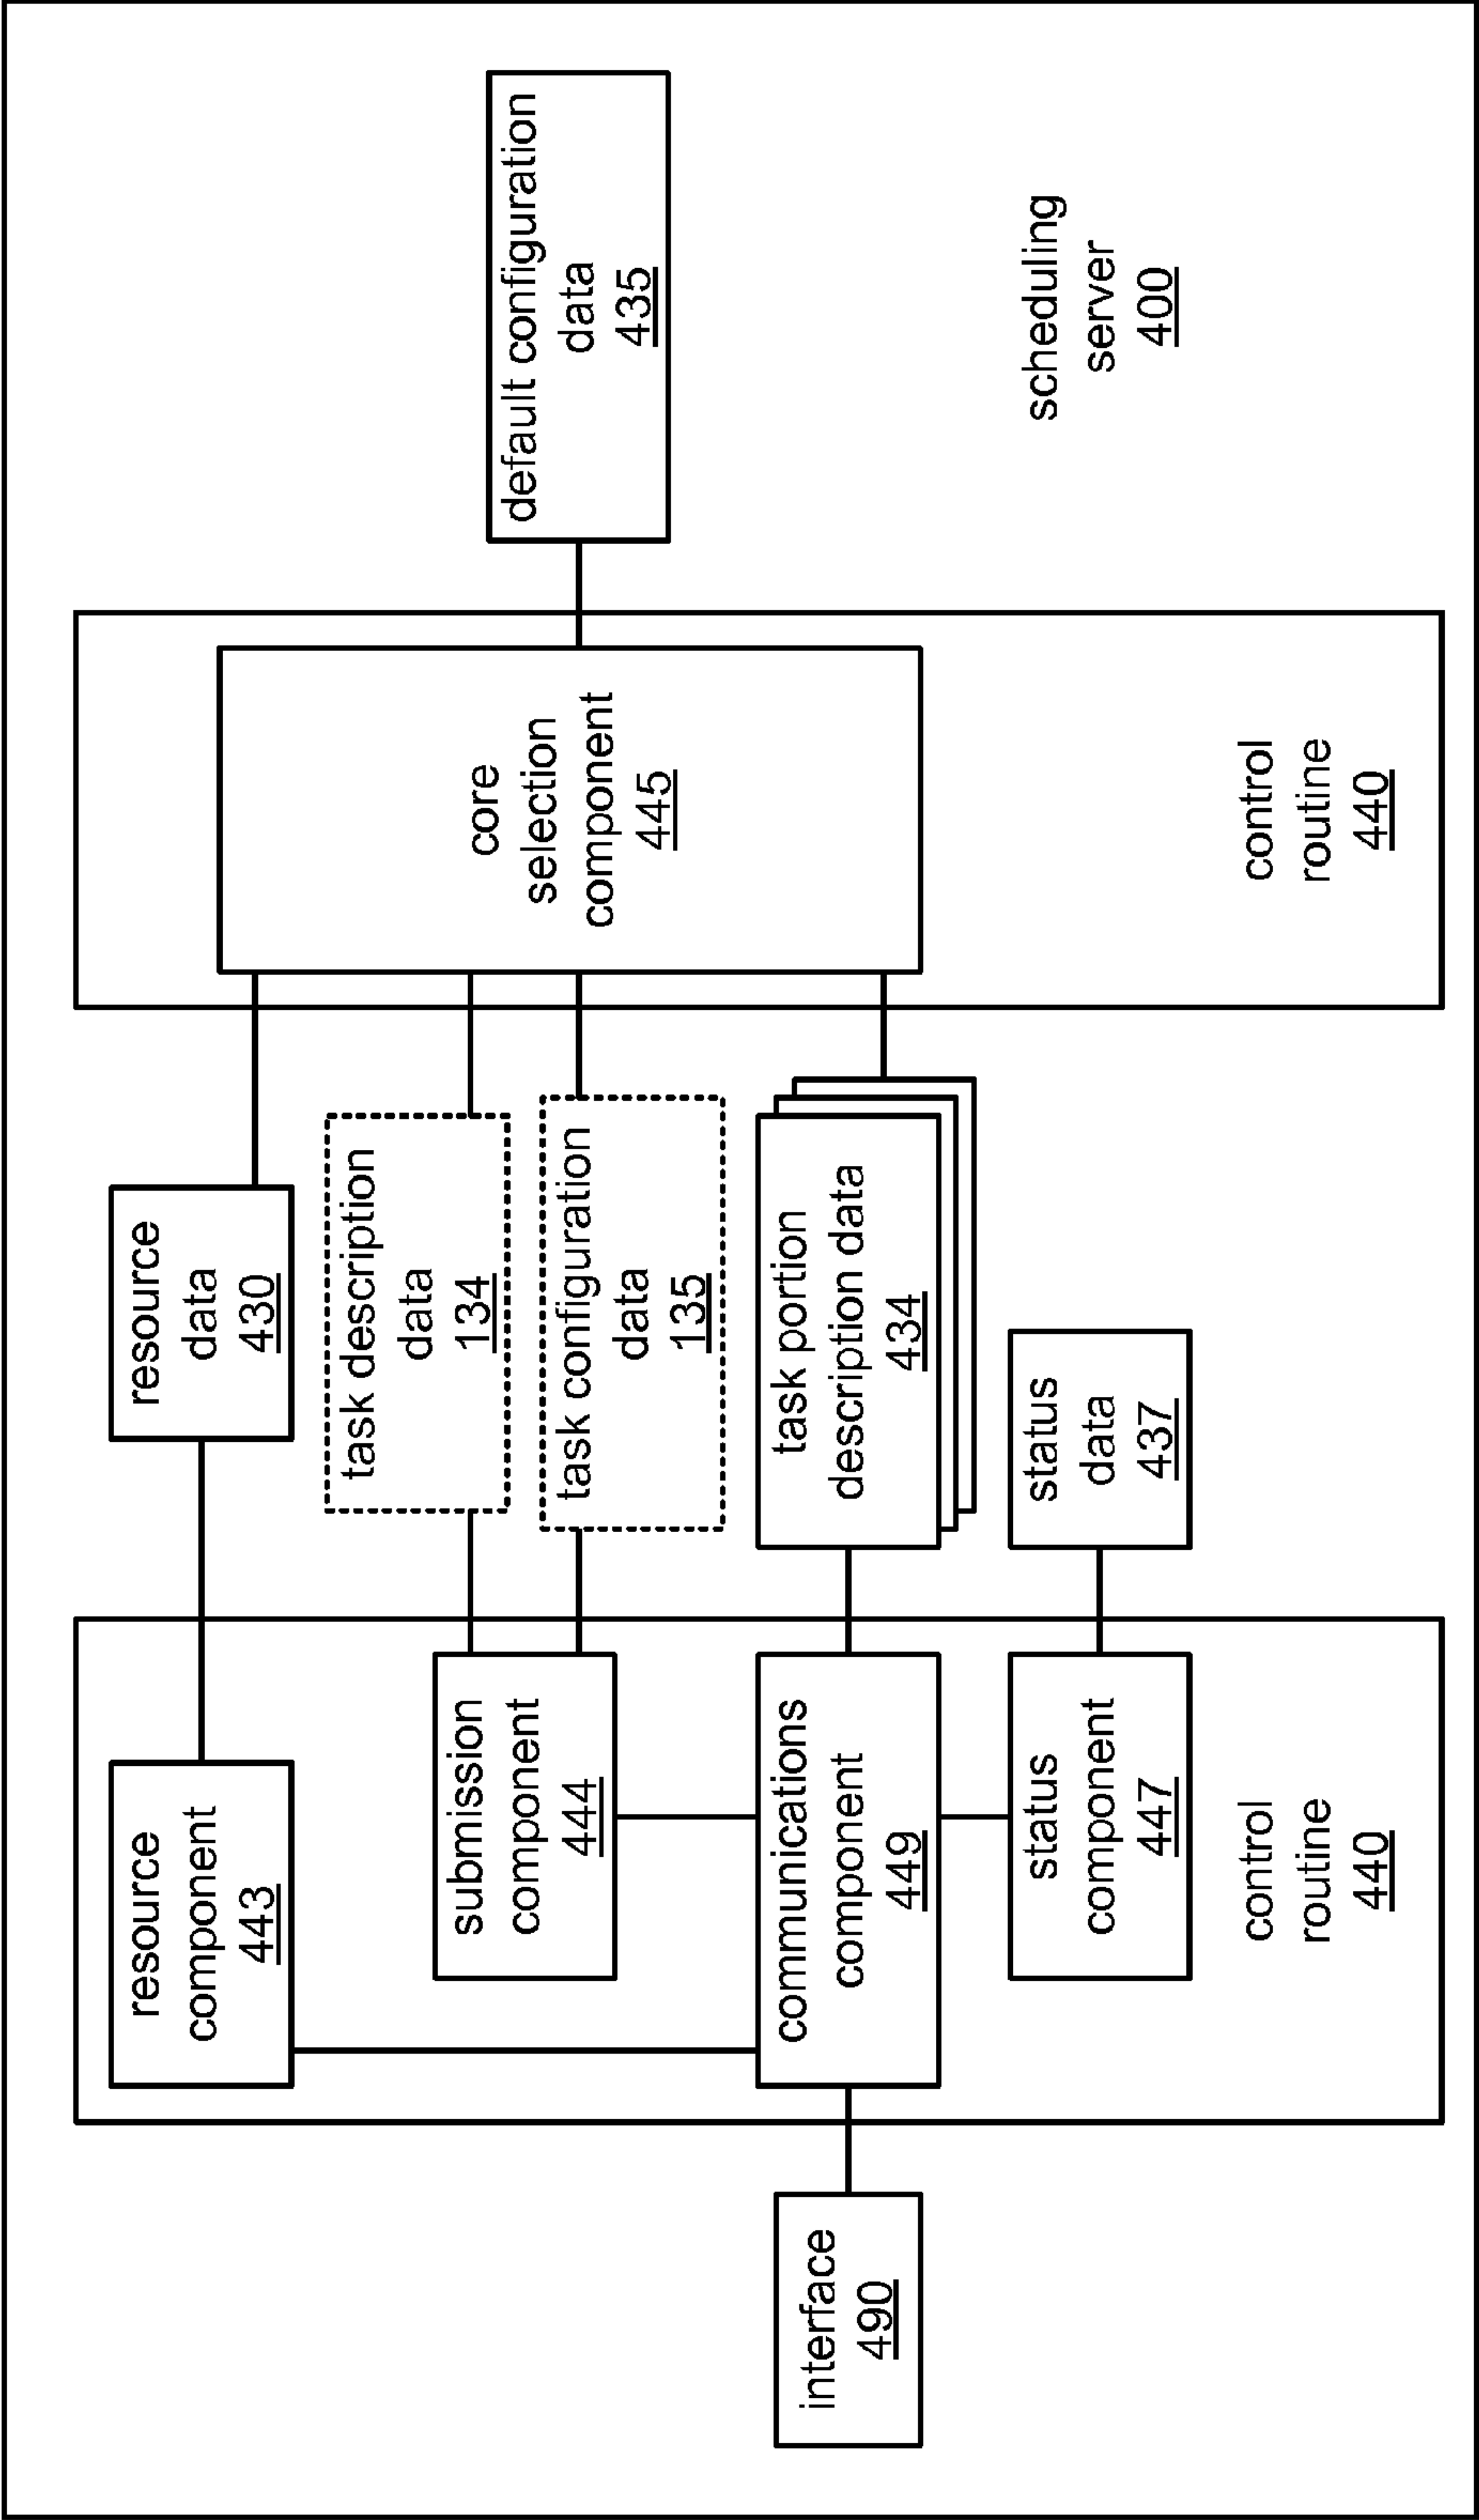 resource
component
443
resource
data
430
task description
data
134
submission
component
444
task configuration
data
135
core
selection
component
445
default configuration
data
435
interface
490
communications
component
449
task portion
description data
434
status
component
447
status
data
437
control
routine
440
control
routine
440
scheduling
server
400